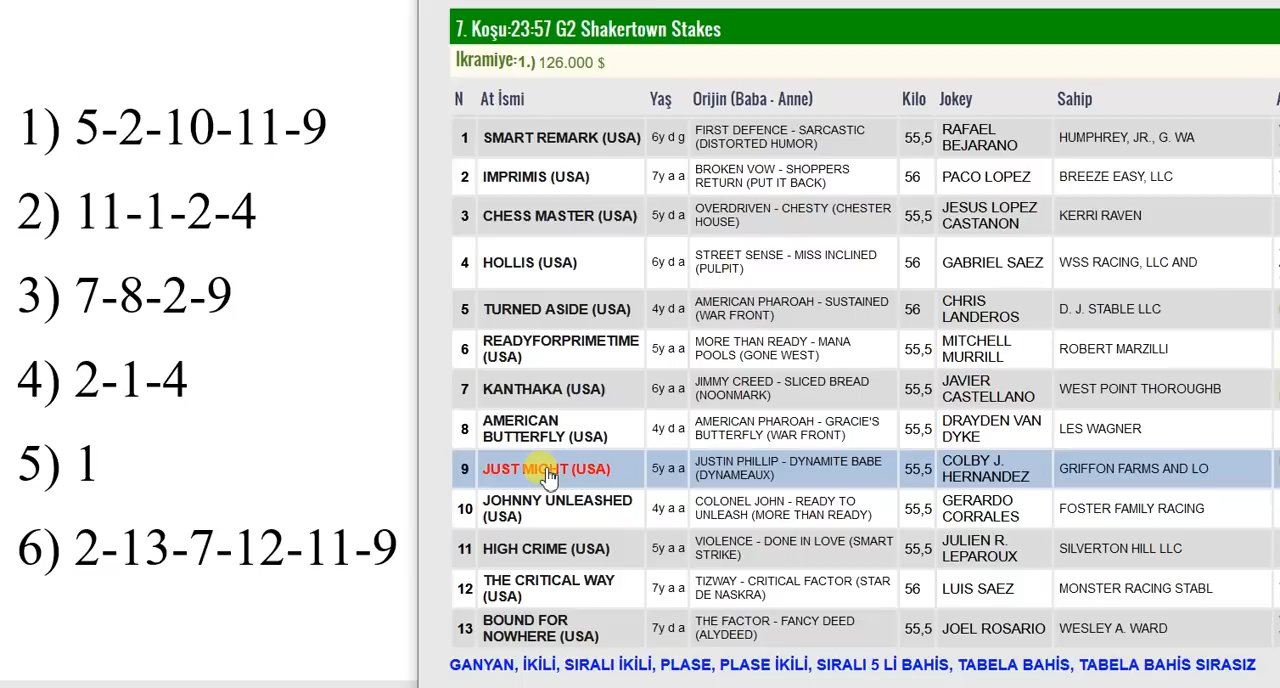 1) 5-2-10-11-9
2) 11-1-2-4
3) 7-8-2-9
4) 2-1-4
5) 1
6) 2-13-7-12-11-9
7. Koşu:23:57 G2 Shakertown Stakes
İkramiye:1.) 126.000 $
N At İsmi Yaş Orijin (Baba - Anne) Kilo Jokey Sahip
1 SMART REMARK (USA) 6y d g FIRST DEFENCE - SARCASTIC (DISTORTED HUMOR) 55,5 RAFAEL BEJARANO HUMPHREY, JR., G. WA
2 IMPRIMIS (USA) 7y a a BROKEN VOW - SHOPPERS RETURN (PUT IT BACK) 56 PACO LOPEZ BREEZE EASY, LLC
3 CHESS MASTER (USA) 5y d a OVERDRIVEN - CHESTY (CHESTER HOUSE) 55,5 JESUS LOPEZ CASTANON KERRI RAVEN
4 HOLLIS (USA) 6y d a STREET SENSE - MISS INCLINED (PULPIT) 56 GABRIEL SAEZ WSS RACING, LLC AND
5 TURNED ASIDE (USA) 4y d a AMERICAN PHAROAH - SUSTAINED (WAR FRONT) 56 CHRIS LANDEROS D. J. STABLE LLC
6 READYFORPRIMETIME (USA) 5y a a MORE THAN READY - MANA POOLS (GONE WEST) 55,5 MITCHELL MURRILL ROBERT MARZILLI
7 KANTHAKA (USA) 6y a a JIMMY CREED - SLICED BREAD (NOONMARK) 55,5 JAVIER CASTELLANO WEST POINT THOROUGHB
8 AMERICAN BUTTERFLY (USA) 4y d a AMERICAN PHAROAH - GRACIE'S BUTTERFLY (WAR FRONT) 55,5 DRAYDEN VAN DYKE LES WAGNER
9 JUST MIGHT (USA) 5y a a JUSTIN PHILLIP - DYNAMITE BABE (DYNAMEAUX) 55,5 COLBY J. HERNANDEZ GRIFFON FARMS AND LO
10 JOHNNY UNLEASHED (USA) 4y a a COLONEL JOHN - READY TO UNLEASH (MORE THAN READY) 55,5 GERARDO CORRALES FOSTER FAMILY RACING
11 HIGH CRIME (USA) 5y a a VIOLENCE - DONE IN LOVE (SMART STRIKE) 55,5 JULIEN R. LEPAROUX SILVERTON HILL LLC
12 THE CRITICAL WAY (USA) 7y a a TIZWAY - CRITICAL FACTOR (STAR DE NASKRA) 56 LUIS SAEZ MONSTER RACING STABL
13 BOUND FOR NOWHERE (USA) 7y d a THE FACTOR - FANCY DEED (ALYDEED) 55,5 JOEL ROSARIO WESLEY A. WARD
GANYAN, İKİLİ, SIRALI İKİLİ, PLASE, PLASE İKİLİ, SIRALI 5 Lİ BAHİS, TABELA BAHİS, TABELA BAHİS SIRASIZ